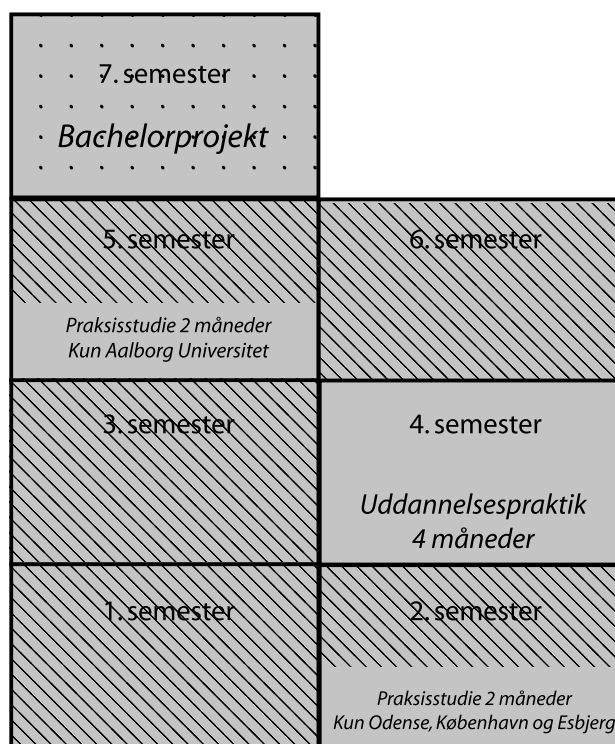 7. semester
Bachelorprojekt
5. semester
6. semester
Praksisstudie 2 måneder
Kun Aalborg Universitet
3. semester
4. semester
Uddannelsespraktik
4 måneder
1. semester
2. semester
Praksisstudie 2 måneder
Kun Odense, København og Esbjerg